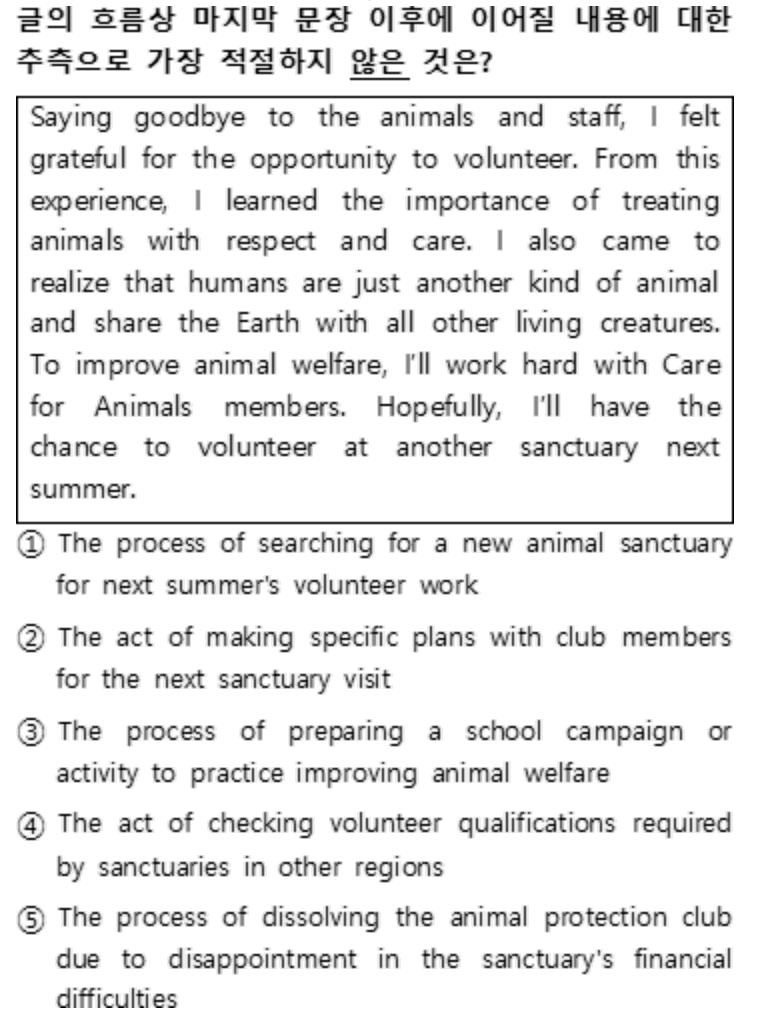 글의 흐름상 마지막 문장 이후에 이어질 내용에 대한
추측으로 가장 적절하지 않은 것은?
Saying goodbye to the animals and staff, I felt
grateful for the opportunity to volunteer. From this
experience, I learned the importance of treating
animals with respect and care. I also came to
realize that humans are just another kind of animal
and share the Earth with all other living creatures.
To improve animal welfare, I'll work hard with Care
for Animals members. Hopefully, I'll have the
chance to volunteer at another sanctuary next
summer.
① The process of searching for a new animal sanctuary
for next summer's volunteer work
② The act of making specific plans with club members
for the next sanctuary visit
③ The process of preparing a school campaign or
activity to practice improving animal welfare
④ The act of checking volunteer qualifications required
by sanctuaries in other regions
⑤ The process of dissolving the animal protection club
due to disappointment in the sanctuary's financial
difficulties